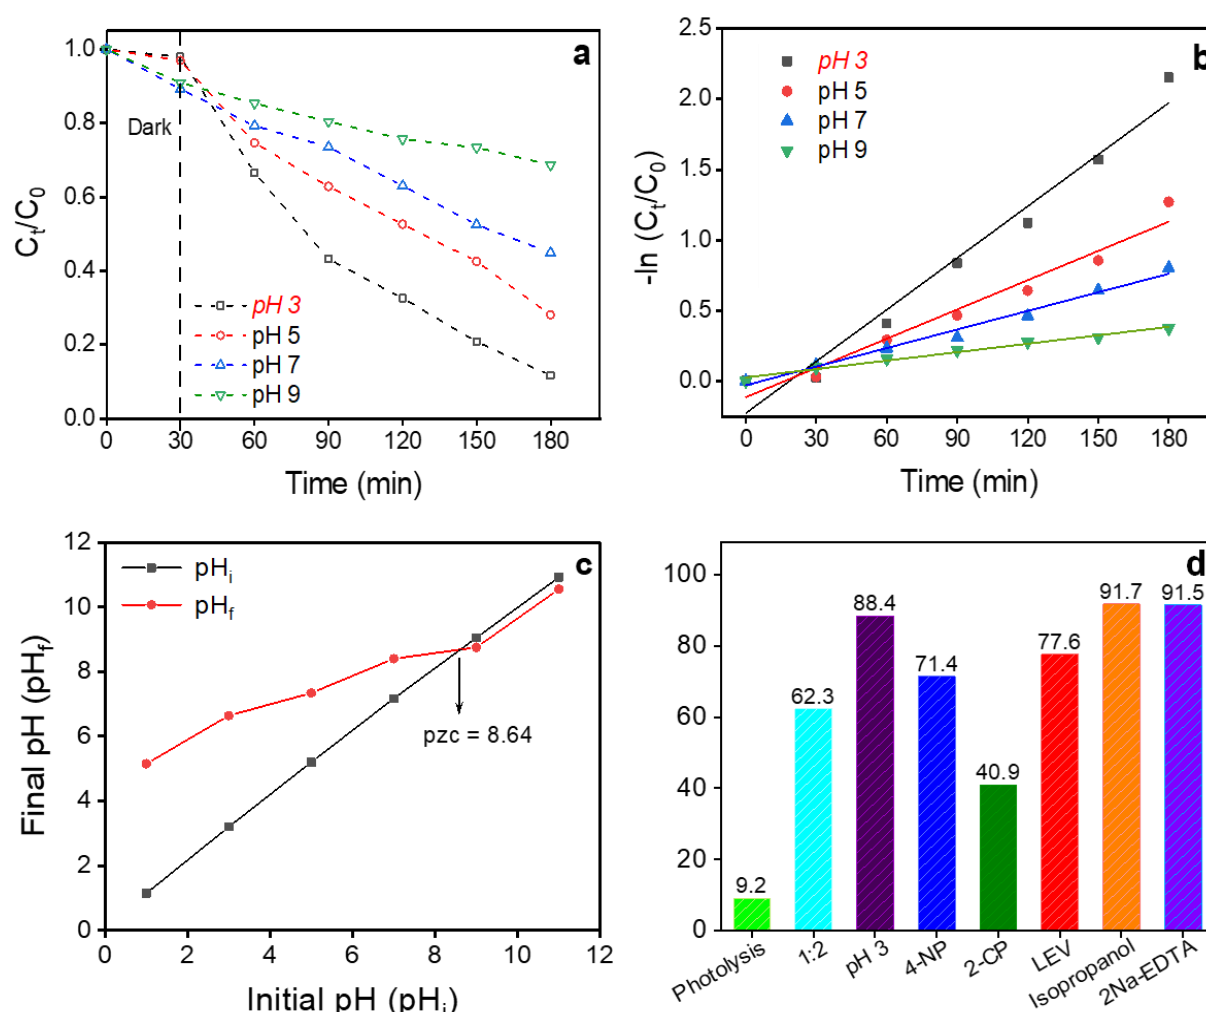 a
1.0
0.8
0.6
0.4
0.2
0.0
Dark
pH 3
pH 5
pH 7
pH 9
0 30 60 90 120 150 180
Time (min)
Cₜ/C₀
b
2.5
2.0
1.5
1.0
0.5
0.0
pH 3
pH 5
pH 7
pH 9
0 30 60 90 120 150 180
Time (min)
-ln (Cₜ/C₀)
c
12
10
8
6
4
2
0
pHᵢ
pH_f
pzc = 8.64
0 2 4 6 8 10 12
Initial pH (pHᵢ)
Final pH (pH_f)
d
100
80
60
40
20
0
9.2
62.3
88.4
71.4
40.9
77.6
91.7
91.5
Photolysis
1:2
pH 3
4-NP
2-CP
LEV
Isopropanol
2Na-EDTA